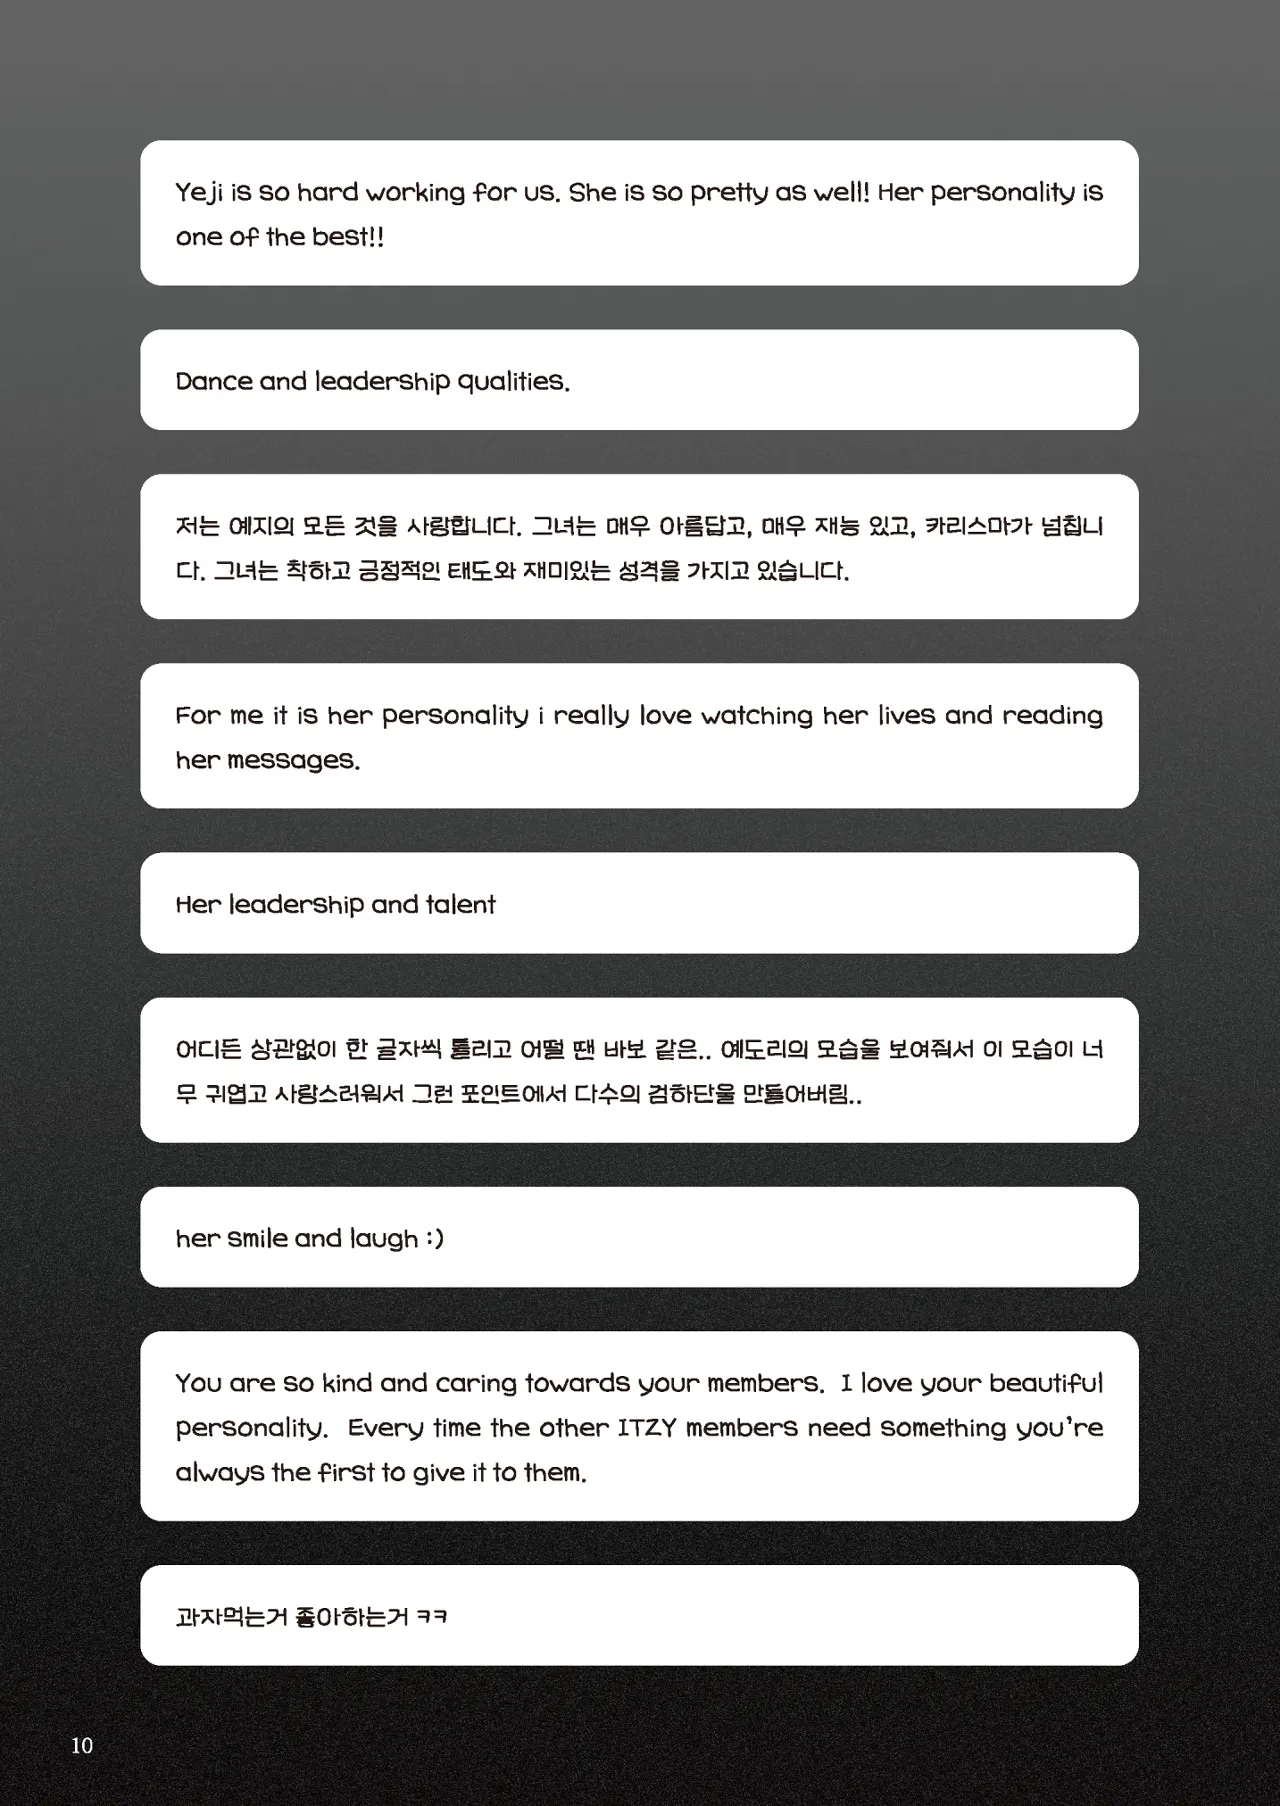 Yeji is so hard working for us. She is so pretty as well! Her personality is
one of the best!!
Dance and leadership qualities.
저는 예지의 모든 것을 사랑합니다. 그녀는 매우 아름답고, 매우 재능 있고, 카리스마가 넘칩니
다. 그녀는 착하고 긍정적인 태도와 재미있는 성격을 가지고 있습니다.
For me it is her personality i really love watching her lives and reading
her messages.
Her leadership and talent
어디든 상관없이 한 글자씩 틀리고 어떨 땐 바보 같은.. 예도리의 모습을 보여줘서 이 모습이 너
무 귀엽고 사랑스러워서 그런 포인트에서 다수의 검하단을 만들어버림..
her smile and laugh :)
You are so kind and caring towards your members.  I love your beautiful
personality.  Every time the other ITZY members need something you're
always the first to give it to them.
과자먹는거 좋아하는거 ㅋㅋ
10